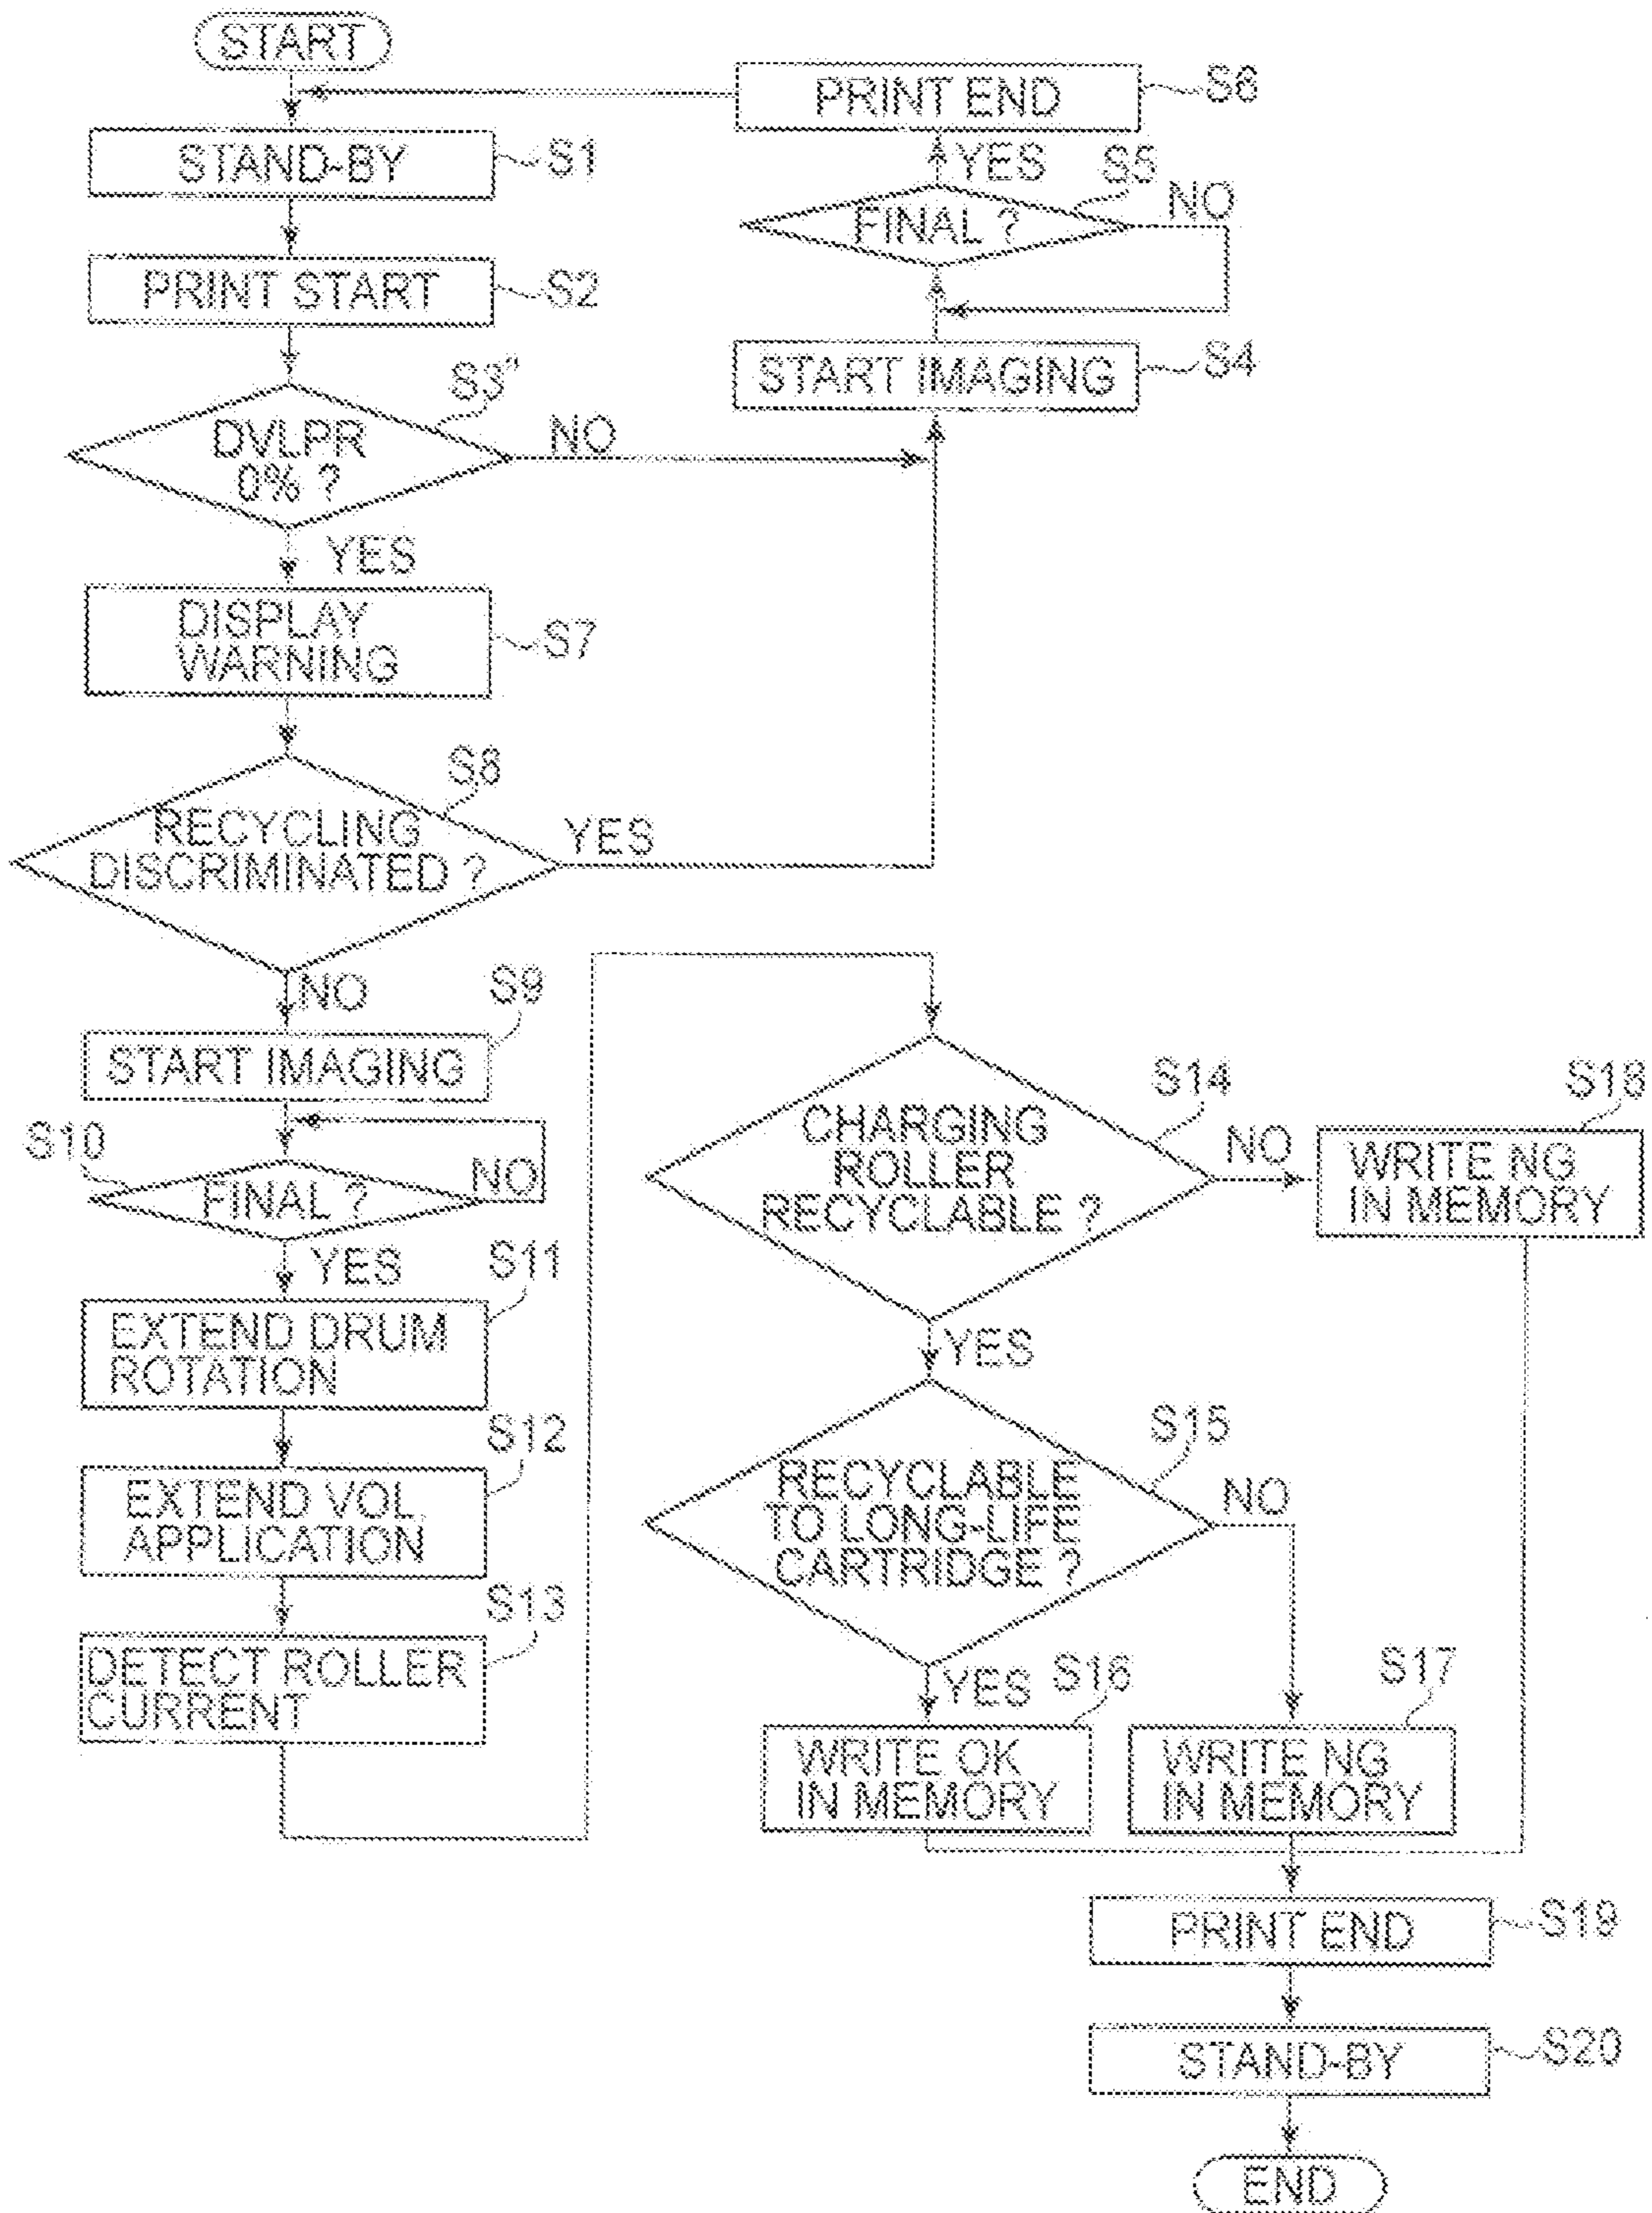 START
STAND-BY
S1
PRINT START
S2
DVLPR
0% ?
S3"
NO
YES
PRINT END
S6
YES
FINAL ?
S5
NO
START IMAGING
S4
DISPLAY
WARNING
S7
RECYCLING
DISCRIMINATED ?
S8
YES
NO
START IMAGING
S9
FINAL ?
S10
NO
YES
EXTEND DRUM
ROTATION
S11
EXTEND VOL.
APPLICATION
S12
DETECT ROLLER
CURRENT
S13
CHARGING
ROLLER
RECYCLABLE ?
S14
NO
WRITE NG
IN MEMORY
S18
YES
RECYCLABLE
TO LONG-LIFE
CARTRIDGE ?
S15
NO
YES
WRITE OK
IN MEMORY
S16
WRITE NG
IN MEMORY
S17
PRINT END
S19
STAND-BY
S20
END